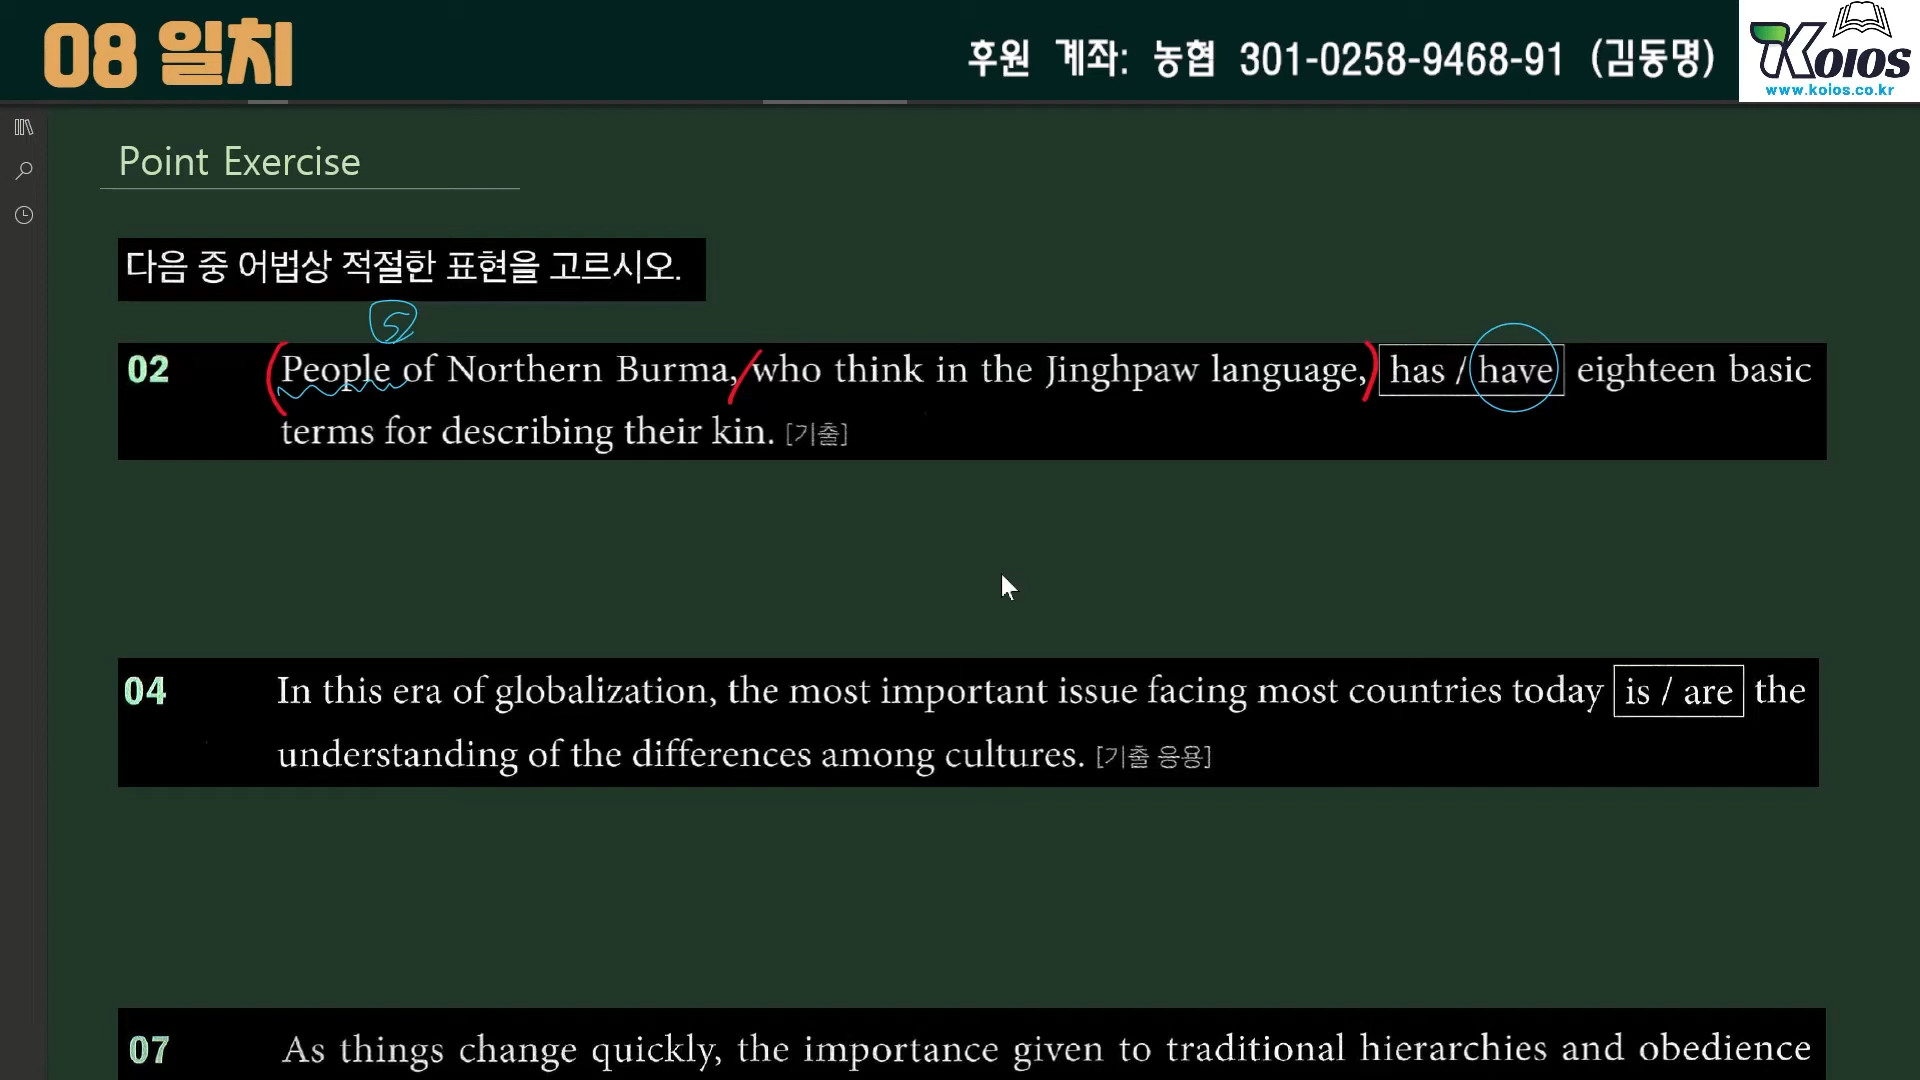 08 일치
후원 계좌: 농협 301-0258-9468-91 (김동명)
KOIOS
www.koios.co.kr
Point Exercise
다음 중 어법상 적절한 표현을 고르시오.
S
02 People of Northern Burma, who think in the Jinghpaw language, has / have eighteen basic
terms for describing their kin. [기출]
04 In this era of globalization, the most important issue facing most countries today is / are the
understanding of the differences among cultures. [기출 응용]
07 As things change quickly, the importance given to traditional hierarchies and obedience